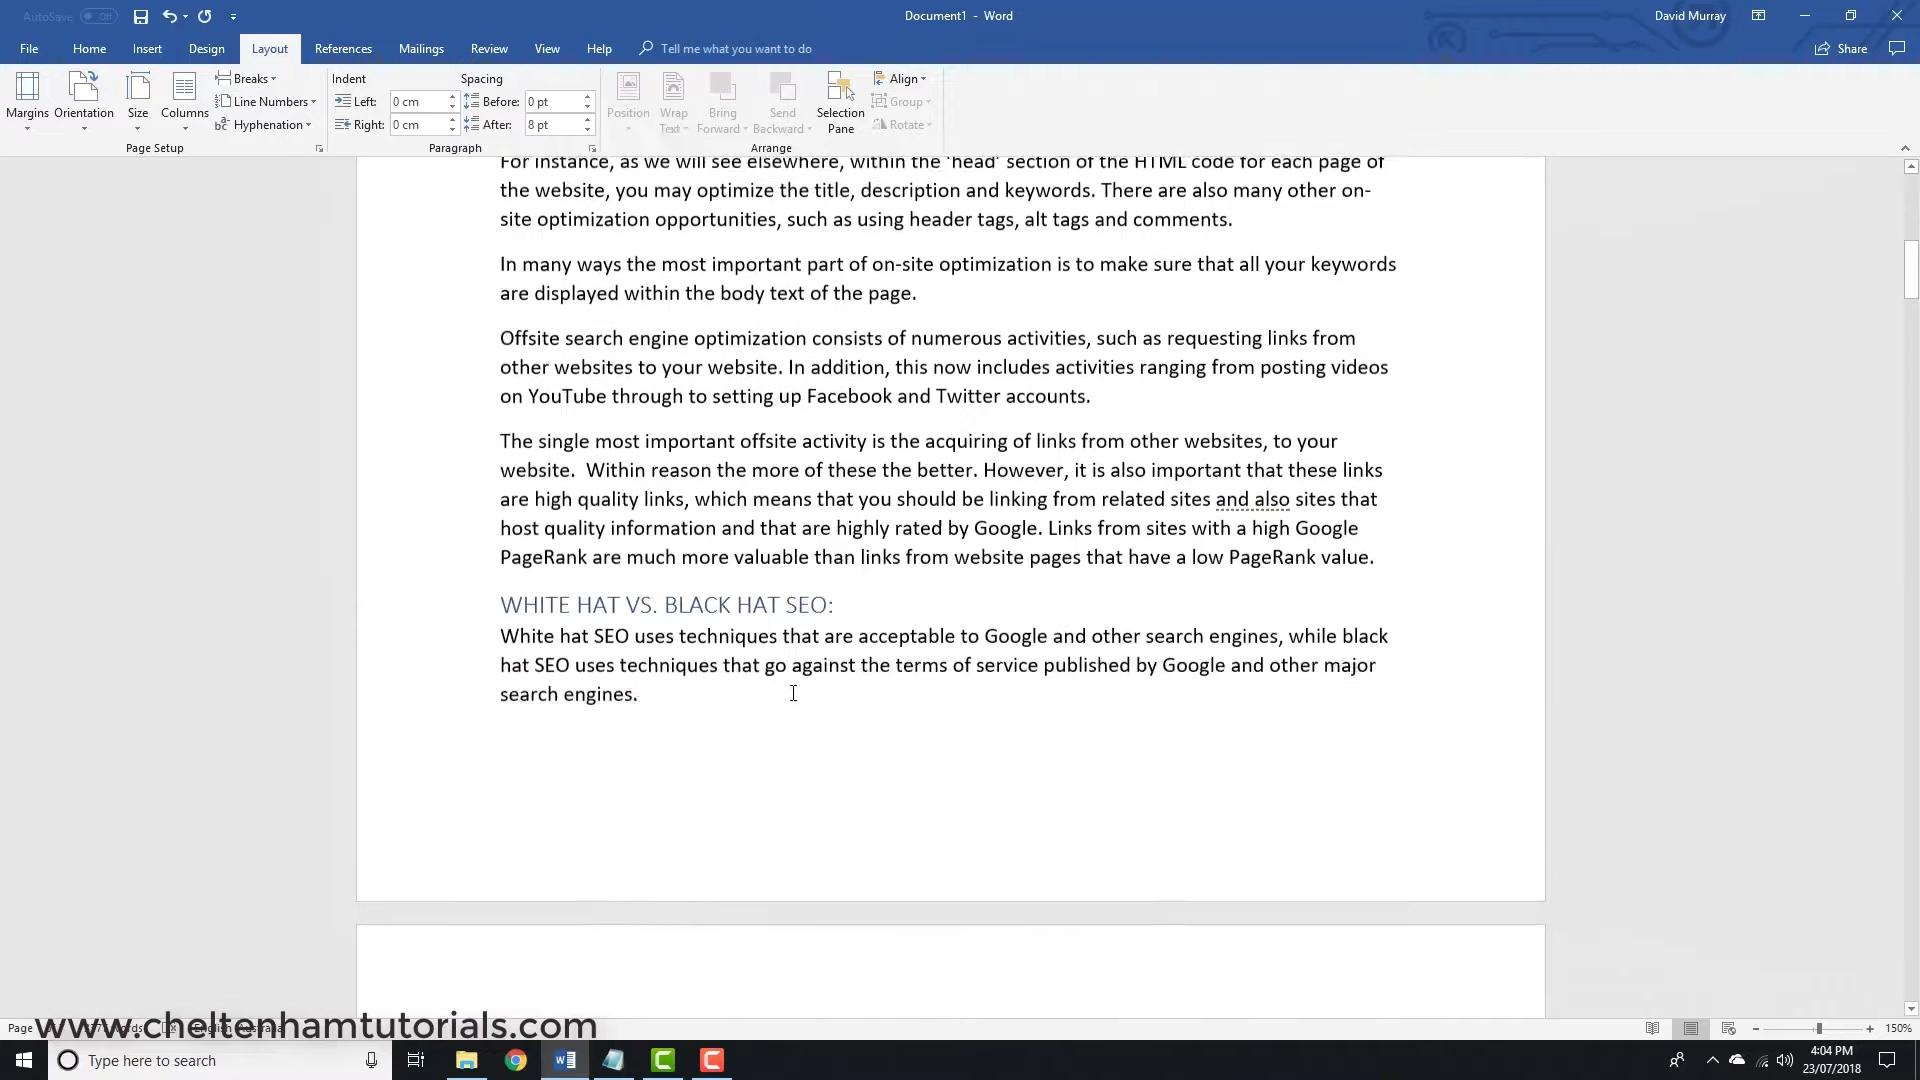 AutoSave Off
Document1 - Word
David Murray
File Home Insert Design Layout References Mailings Review View Help Tell me what you want to do
Share
Margins
Orientation
Size
Columns
Breaks
Line Numbers
Hyphenation
Page Setup
Indent
Left: 0 cm
Right: 0 cm
Spacing
Before: 0 pt
After: 8 pt
Paragraph
Position
Wrap
Text
Bring
Forward
Send
Backward
Selection
Pane
Align
Group
Rotate
Arrange
For instance, as we will see elsewhere, within the 'head' section of the HTML code for each page of
the website, you may optimize the title, description and keywords. There are also many other on-
site optimization opportunities, such as using header tags, alt tags and comments.
In many ways the most important part of on-site optimization is to make sure that all your keywords
are displayed within the body text of the page.
Offsite search engine optimization consists of numerous activities, such as requesting links from
other websites to your website. In addition, this now includes activities ranging from posting videos
on YouTube through to setting up Facebook and Twitter accounts.
The single most important offsite activity is the acquiring of links from other websites, to your
website.  Within reason the more of these the better. However, it is also important that these links
are high quality links, which means that you should be linking from related sites and also sites that
host quality information and that are highly rated by Google. Links from sites with a high Google
PageRank are much more valuable than links from website pages that have a low PageRank value.
WHITE HAT VS. BLACK HAT SEO:
White hat SEO uses techniques that are acceptable to Google and other search engines, while black
hat SEO uses techniques that go against the terms of service published by Google and other major
search engines.
Page
www.cheltenhamtutorials.com
150%
Type here to search
4:04 PM
23/07/2018